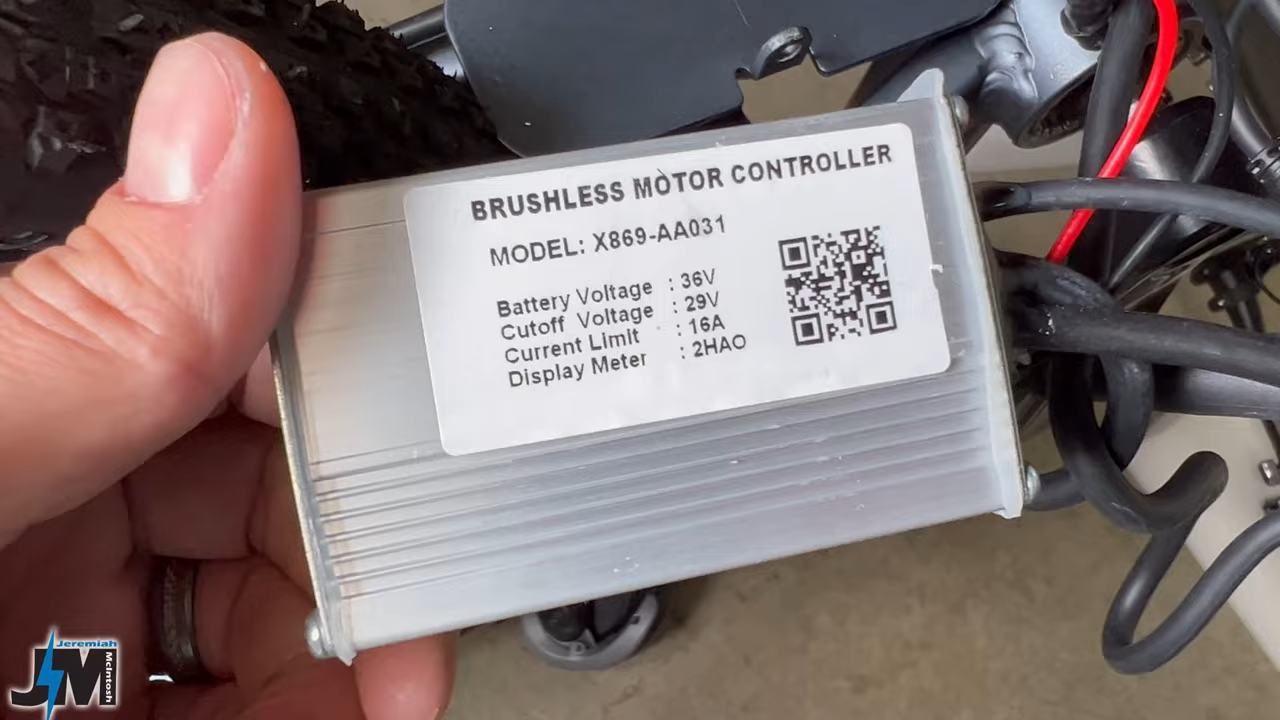 BRUSHLESS MOTOR CONTROLLER
MODEL: X869-AA031
Battery Voltage : 36V
Cutoff Voltage : 29V
Current Limit : 16A
Display Meter : 2HAO
Jeremiah
JM
McIntosh